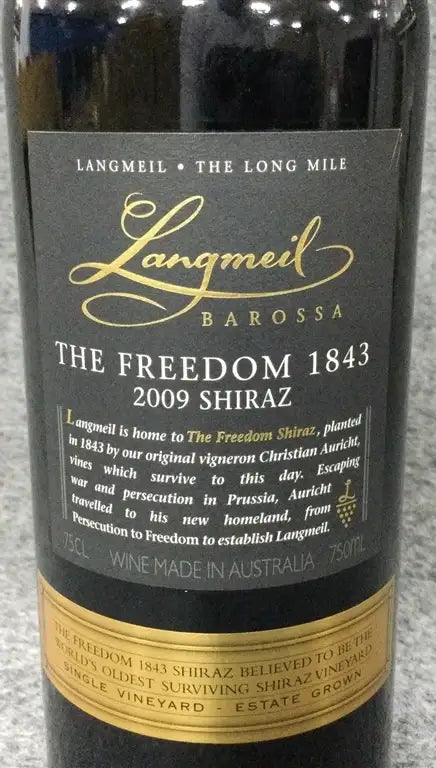 LANGMEIL • THE LONG MILE
Langmeil
BAROSSA
THE FREEDOM 1843
2009 SHIRAZ
Langmeil is home to The Freedom Shiraz, planted
in 1843 by our original vigneron Christian Auricht,
vines which survive to this day. Escaping
war and persecution in Prussia, Auricht
travelled to his new homeland, from
Persecution to Freedom to establish Langmeil.
L
75CL WINE MADE IN AUSTRALIA 750mL
THE FREEDOM 1843 SHIRAZ BELIEVED TO BE THE
WORLD'S OLDEST SURVIVING SHIRAZ VINEYARD
SINGLE VINEYARD - ESTATE GROWN